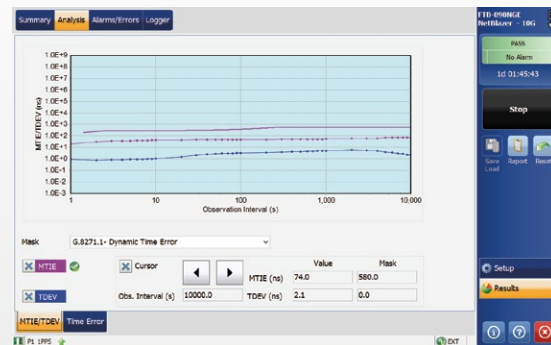 Summary Analysis Alarms/Errors Logger
FTB-890NGE
NetBlazer - 10G
PASS
No Alarm
1d 01:45:43
Stop
Save
Load
Report
Reset
MTIE/TDEV (ns)
1.0E+9
1.0E+8
1.0E+7
1.0E+6
1.0E+5
1.0E+4
1.0E+3
1.0E+2
1.0E+1
1.0E+0
1.0E-1
1.0E-2
1.0E-3
1 10 100 1,000 10,000
Observation Interval (s)
Mask G.8271.1- Dynamic Time Error
MTIE
Cursor
Value Mask
MTIE (ns) 74.0 580.0
TDEV
Obs. Interval (s) 10000.0 TDEV (ns) 2.1 0.0
MTIE/TDEV Time Error
Setup
Results
P1 1PPS
EXT